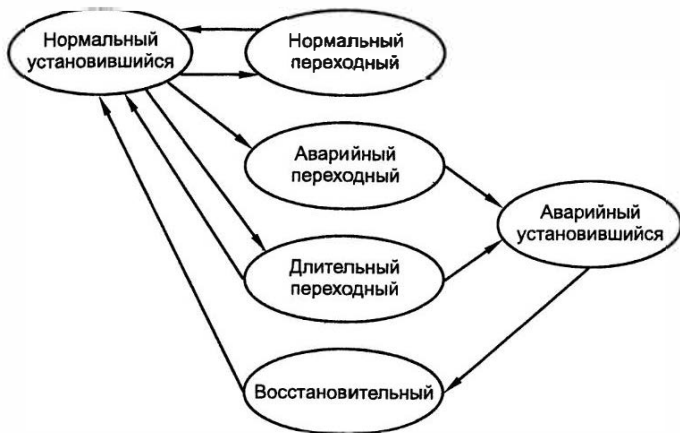 Нормальный
установившийся
Нормальный
переходный
Аварийный
переходный
Аварийный
установившийся
Длительный
переходный
Восстановительный